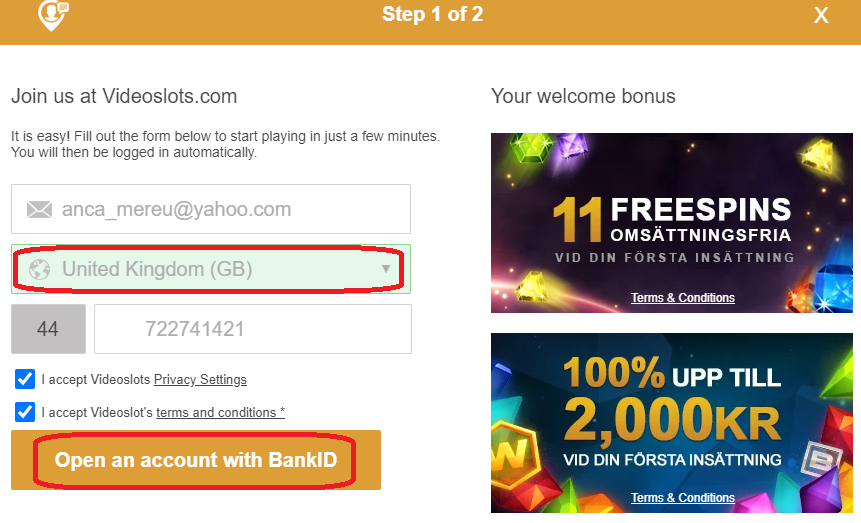 Step 1 of 2
X
Join us at Videoslots.com
It is easy! Fill out the form below to start playing in just a few minutes.
You will then be logged in automatically.
anca_mereu@yahoo.com
United Kingdom (GB)
44
722741421
I accept Videoslots Privacy Settings
I accept Videoslot's terms and conditions *
Open an account with BankID
Your welcome bonus
11 FREESPINS
OMSÄTTNINGSFRIA
VID DIN FÖRSTA INSÄTTNING
Terms & Conditions
100% UPP TILL
2,000KR
VID DIN FÖRSTA INSÄTTNING
Terms & Conditions
W
B